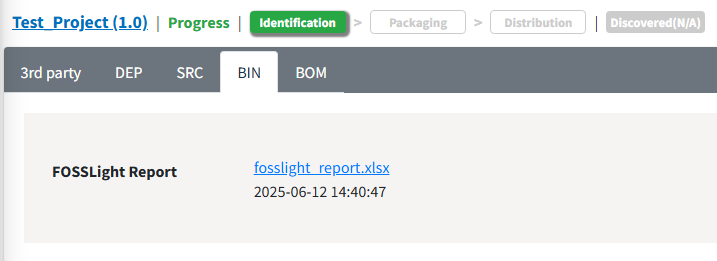 Test_Project (1.0) | Progress | Identification > Packaging > Distribution | Discovered(N/A)
3rd party DEP SRC BIN BOM
FOSSLight Report fosslight_report.xlsx
2025-06-12 14:40:47